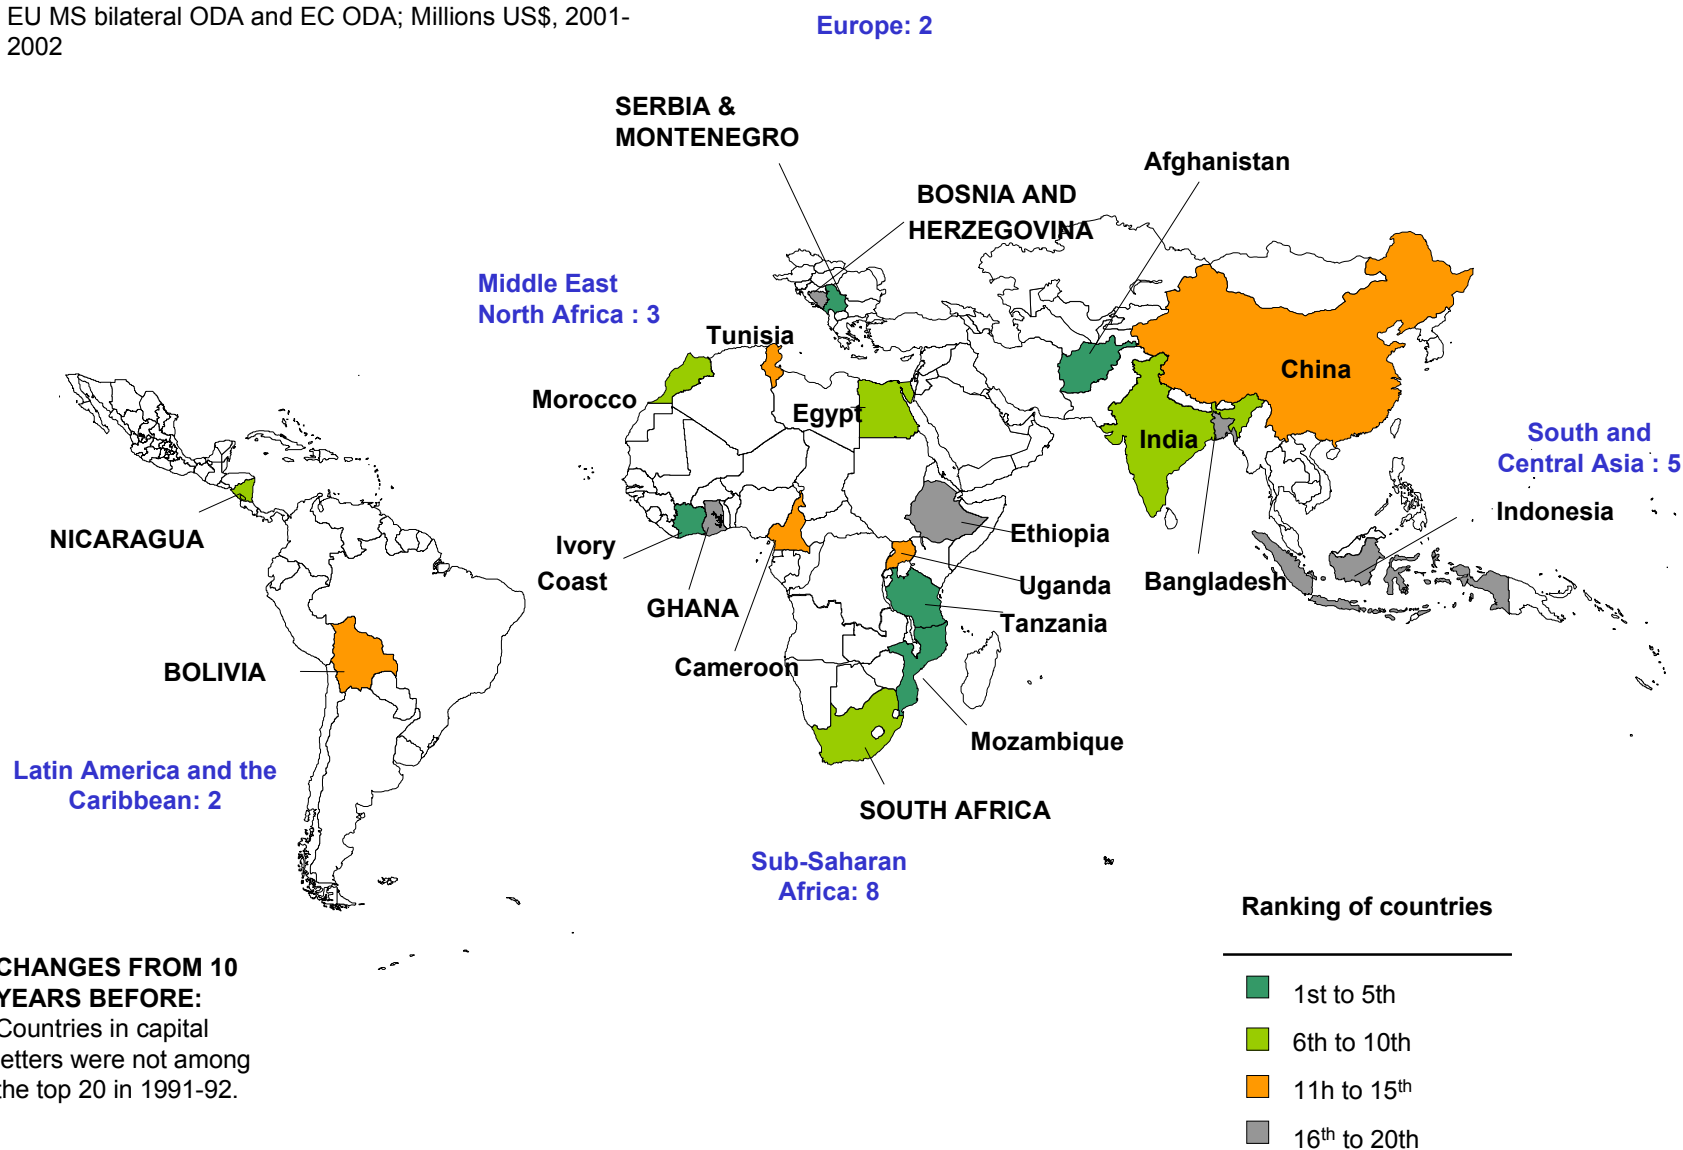 EU MS bilateral ODA and EC ODA; Millions US$, 2001-
2002
Europe: 2
SERBIA &
MONTENEGRO
Afghanistan
BOSNIA AND
HERZEGOVINA
Middle East
North Africa : 3
Tunisia
China
Morocco
Egypt
India
South and
Central Asia : 5
Indonesia
NICARAGUA
Ivory
Coast
Ethiopia
Uganda
Bangladesh
GHANA
Tanzania
Cameroon
BOLIVIA
Mozambique
Latin America and the
Caribbean: 2
SOUTH AFRICA
Sub-Saharan
Africa: 8
Ranking of countries
1st to 5th
6th to 10th
11h to 15th
16th to 20th
CHANGES FROM 10
YEARS BEFORE:
Countries in capital
etters were not among
the top 20 in 1991-92.